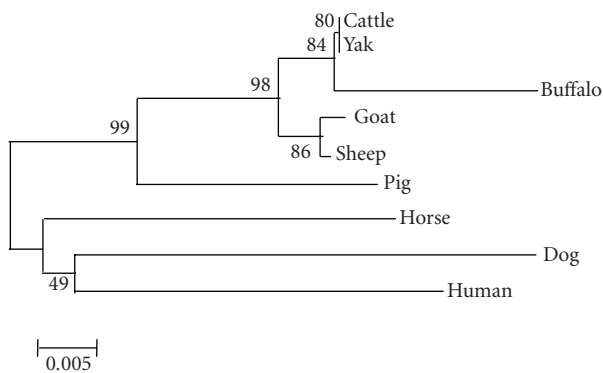 80 Cattle
84 Yak
Buffalo
98
Goat
86 Sheep
99
Pig
Horse
Dog
49
Human
0.005